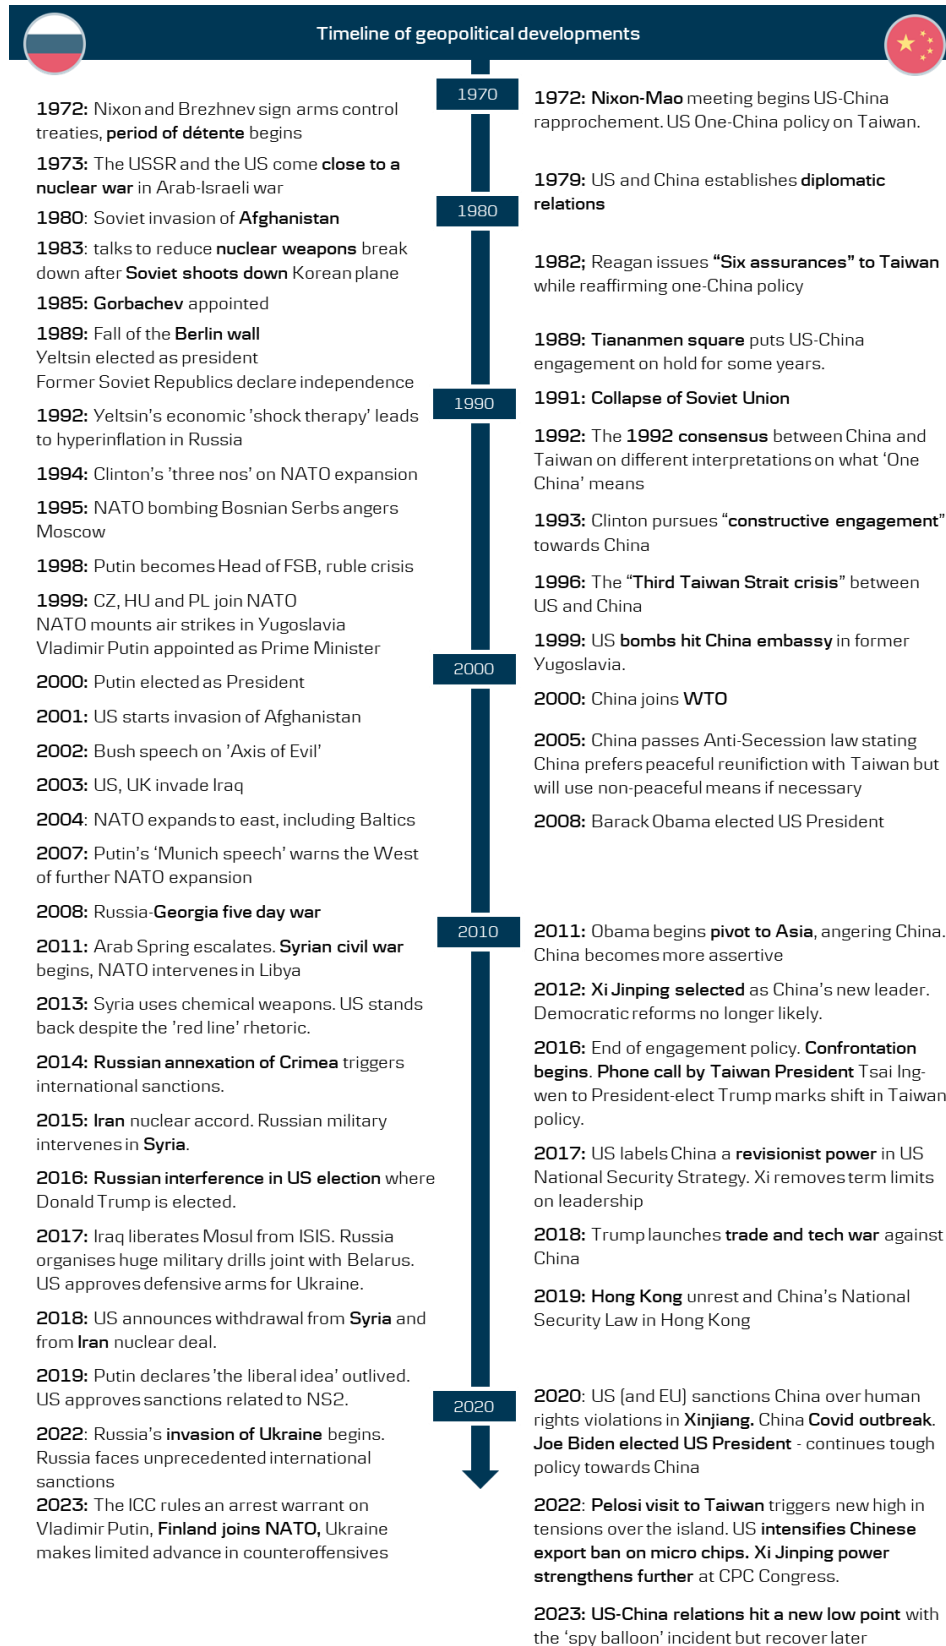 Timeline of geopolitical developments
1970
1980
1990
2000
2010
2020
1972: Nixon and Brezhnev sign arms control
treaties, period of détente begins
1973: The USSR and the US come close to a
nuclear war in Arab-Israeli war
1980: Soviet invasion of Afghanistan
1983: talks to reduce nuclear weapons break
down after Soviet shoots down Korean plane
1985: Gorbachev appointed
1989: Fall of the Berlin wall
Yeltsin elected as president
Former Soviet Republics declare independence
1992: Yeltsin's economic 'shock therapy' leads
to hyperinflation in Russia
1994: Clinton's 'three nos' on NATO expansion
1995: NATO bombing Bosnian Serbs angers
Moscow
1998: Putin becomes Head of FSB, ruble crisis
1999: CZ, HU and PL join NATO
NATO mounts air strikes in Yugoslavia
Vladimir Putin appointed as Prime Minister
2000: Putin elected as President
2001: US starts invasion of Afghanistan
2002: Bush speech on 'Axis of Evil'
2003: US, UK invade Iraq
2004: NATO expands to east, including Baltics
2007: Putin's 'Munich speech' warns the West
of further NATO expansion
2008: Russia-Georgia five day war
2011: Arab Spring escalates. Syrian civil war
begins, NATO intervenes in Libya
2013: Syria uses chemical weapons. US stands
back despite the 'red line' rhetoric.
2014: Russian annexation of Crimea triggers
international sanctions.
2015: Iran nuclear accord. Russian military
intervenes in Syria.
2016: Russian interference in US election where
Donald Trump is elected.
2017: Iraq liberates Mosul from ISIS. Russia
organises huge military drills joint with Belarus.
US approves defensive arms for Ukraine.
2018: US announces withdrawal from Syria and
from Iran nuclear deal.
2019: Putin declares 'the liberal idea' outlived.
US approves sanctions related to NS2.
2022: Russia's invasion of Ukraine begins.
Russia faces unprecedented international
sanctions
2023: The ICC rules an arrest warrant on
Vladimir Putin, Finland joins NATO, Ukraine
makes limited advance in counteroffensives
1972: Nixon-Mao meeting begins US-China
rapprochement. US One-China policy on Taiwan.
1979: US and China establishes diplomatic
relations
1982; Reagan issues “Six assurances” to Taiwan
while reaffirming one-China policy
1989: Tiananmen square puts US-China
engagement on hold for some years.
1991: Collapse of Soviet Union
1992: The 1992 consensus between China and
Taiwan on different interpretations on what ‘One
China’ means
1993: Clinton pursues “constructive engagement”
towards China
1996: The “Third Taiwan Strait crisis” between
US and China
1999: US bombs hit China embassy in former
Yugoslavia.
2000: China joins WTO
2005: China passes Anti-Secession law stating
China prefers peaceful reunifiction with Taiwan but
will use non-peaceful means if necessary
2008: Barack Obama elected US President
2011: Obama begins pivot to Asia, angering China.
China becomes more assertive
2012: Xi Jinping selected as China's new leader.
Democratic reforms no longer likely.
2016: End of engagement policy. Confrontation
begins. Phone call by Taiwan President Tsai Ing-
wen to President-elect Trump marks shift in Taiwan
policy.
2017: US labels China a revisionist power in US
National Security Strategy. Xi removes term limits
on leadership
2018: Trump launches trade and tech war against
China
2019: Hong Kong unrest and China's National
Security Law in Hong Kong
2020: US (and EU) sanctions China over human
rights violations in Xinjiang. China Covid outbreak.
Joe Biden elected US President - continues tough
policy towards China
2022: Pelosi visit to Taiwan triggers new high in
tensions over the island. US intensifies Chinese
export ban on micro chips. Xi Jinping power
strengthens further at CPC Congress.
2023: US-China relations hit a new low point with
the ‘spy balloon’ incident but recover later